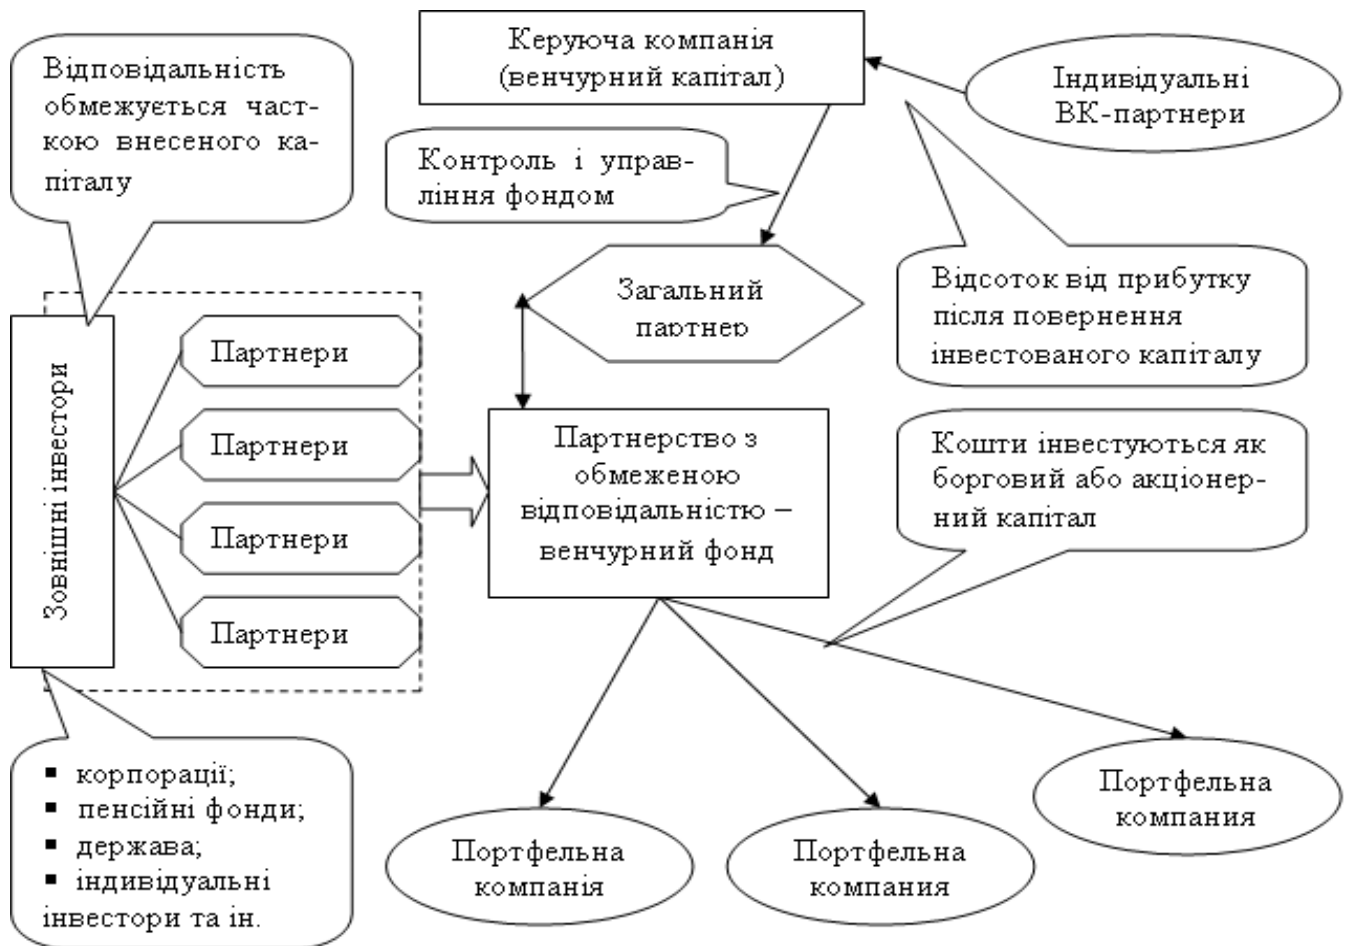 Керуюча компанія
(венчурний капітал)
Індивідуальні
ВК-партнери
Відповідальність
обмежується част-
кою внесеного ка-
піталу
Контроль і управ-
ління фондом
Загальний
партнер
Відсоток від прибутку
після повернення
інвестованого капіталу
Зовнішні інвестори
Партнери
Партнери
Партнери
Партнери
Партнерство з
обмеженою
відповідальністю –
венчурний фонд
Кошти інвестуються як
борговий або акціонер-
ний капітал
▪ корпорації;
▪ пенсійні фонди;
▪ держава;
▪ індивідуальні
інвестори та ін.
Портфельна
компанія
Портфельна
компания
Портфельна
компания